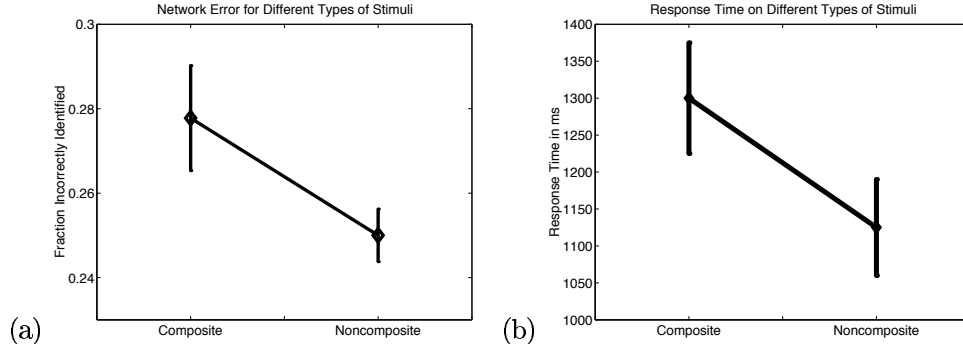 Network Error for Different Types of Stimuli
0.3
0.28
0.26
0.24
Fraction Incorrectly Identified
Composite
Noncomposite
(a)
Response Time on Different Types of Stimuli
1400
1350
1300
1250
1200
1150
1100
1050
1000
Response Time in ms
Composite
Noncomposite
(b)